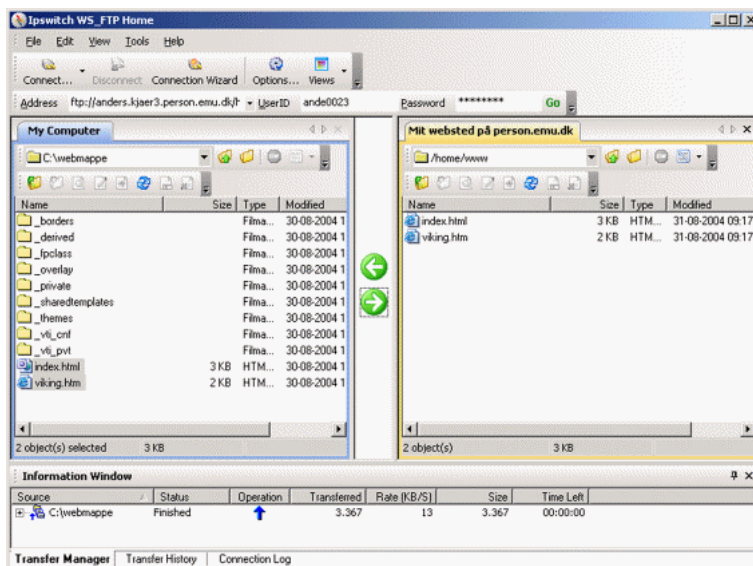 Ipswitch WS_FTP Home
File Edit View Tools Help
Connect... Disconnect Connection Wizard Options... Views
Address ftp://anders.kjaer3.person.emu.dk/ UserID ande0023 Password ******** Go
My Computer
C:\webmappe
Name Size Type Modified
_borders Filma... 30-08-2004 1
_derived Filma... 30-08-2004 1
_fpclass Filma... 30-08-2004 1
_overlay Filma... 30-08-2004 1
_private Filma... 30-08-2004 1
_sharedtemplates Filma... 30-08-2004 1
_themes Filma... 30-08-2004 1
_vti_cnf Filma... 30-08-2004 1
_vti_pvt Filma... 30-08-2004 1
index.html 3 KB HTM... 30-08-2004 1
viking.htm 2 KB HTM... 30-08-2004 1
2 object(s) selected 3 KB
Mit websted på person.emu.dk
/home/www
Name Size Type Modified
index.html 3 KB HTM... 31-08-2004 09:17
viking.htm 2 KB HTM... 31-08-2004 09:17
2 object(s) 3 KB
Information Window
Source Status Operation Transferred Rate (KB/S) Size Time Left
C:\webmappe Finished 3.367 13 3.367 00:00:00
Transfer Manager Transfer History Connection Log